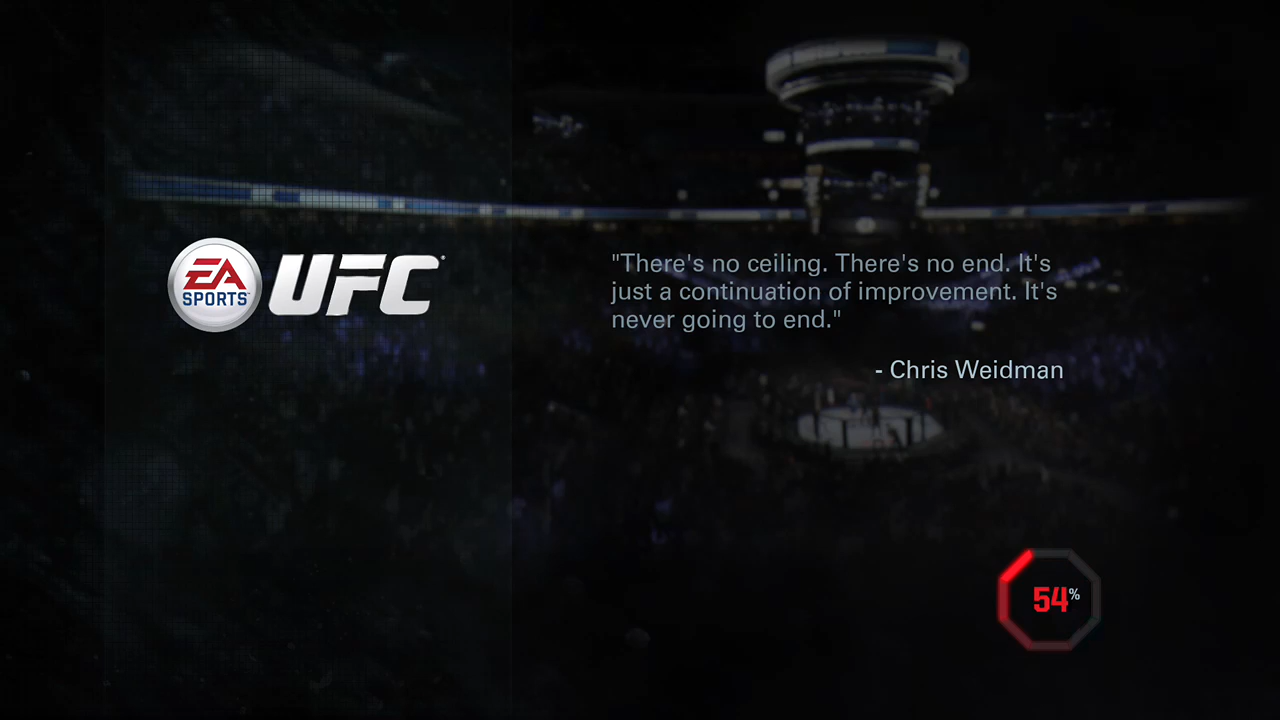 EA
SPORTS™
UFC®
"There's no ceiling. There's no end. It's
just a continuation of improvement. It's
never going to end."
- Chris Weidman
54%